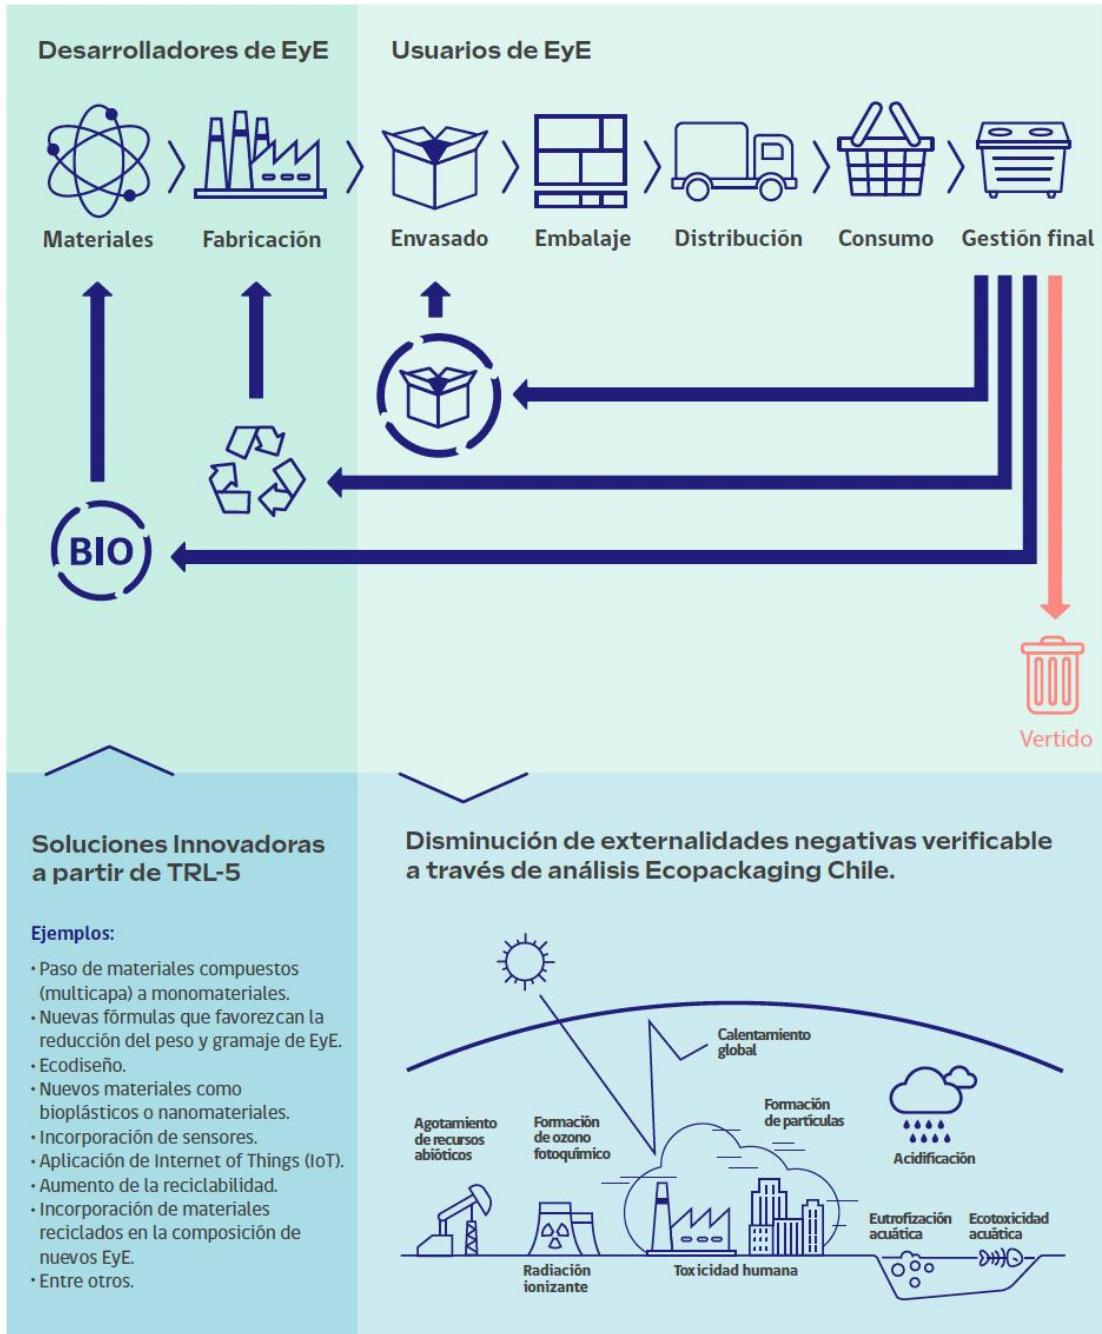 Desarrolladores de EyE
Usuarios de EyE
Materiales
Fabricación
Envasado
Embalaje
Distribución
Consumo
Gestión final
BIO
Vertido
Soluciones Innovadoras
a partir de TRL-5
Ejemplos:
• Paso de materiales compuestos
(multicapa) a monomateriales.
• Nuevas fórmulas que favorezcan la
reducción del peso y gramaje de EyE.
• Ecodiseño.
• Nuevos materiales como
bioplásticos o nanomateriales.
• Incorporación de sensores.
• Aplicación de Internet of Things (IoT).
• Aumento de la reciclabilidad.
• Incorporación de materiales
reciclados en la composición de
nuevos EyE.
• Entre otros.
Disminución de externalidades negativas verificable
a través de análisis Ecopackaging Chile.
Calentamiento
global
Agotamiento
de recursos
abióticos
Formación
de ozono
fotoquímico
Formación
de partículas
Acidificación
Eutrofización
acuática
Ecotoxicidad
acuática
Radiación
ionizante
Toxicidad humana